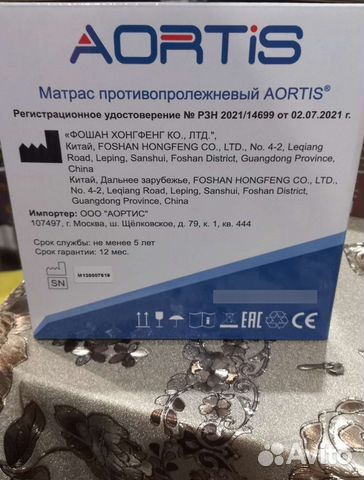 AORTIS
Матрас противопролежневый AORTIS®
Регистрационное удостоверение № РЗН 2021/14699 от 02.07.2021
«ФОШАН ХОНГФЕНГ КО., ЛТД.",
Китай, FOSHAN HONGFENG CO., LTD., No. 4-2, Leqiang
Road, Leping, Sanshui, Foshan District, Guangdong Province,
China
Китай, Дальнее зарубежье, FOSHAN HONGFENG CO., LTD.,
No. 4-2, Leqiang Road, Leping, Sanshui, Foshan District,
Guangdong Province, China
Импортер: ООО "АОРТИС"
107497, г. Москва, ш. Щёлковское, д. 79, к. 1, кв. 444
Срок службы: не менее 5 лет
Срок гарантии: 12 мес.
SN
M130007618
EAC
CE
Avito